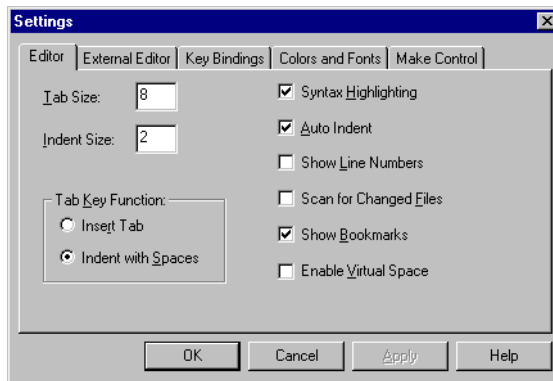 Settings
Editor External Editor Key Bindings Colors and Fonts Make Control
Tab Size: 8
Indent Size: 2
Tab Key Function:
Insert Tab
Indent with Spaces
Syntax Highlighting
Auto Indent
Show Line Numbers
Scan for Changed Files
Show Bookmarks
Enable Virtual Space
OK Cancel Apply Help